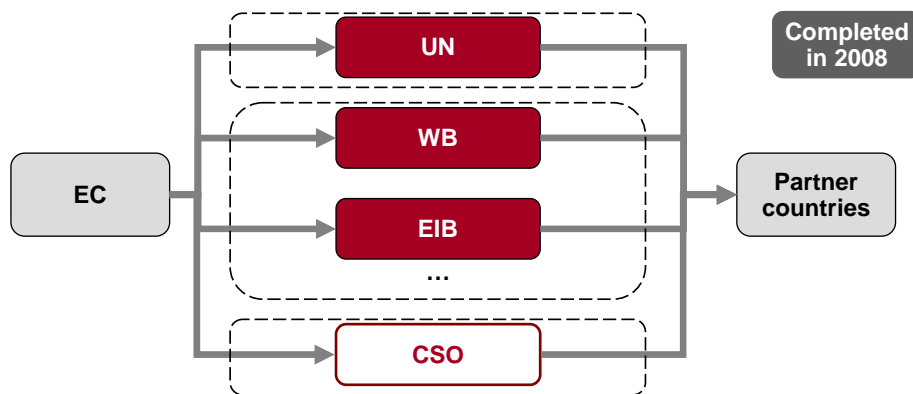 UN
Completed
in 2008
WB
EC
Partner
countries
EIB
...
CSO